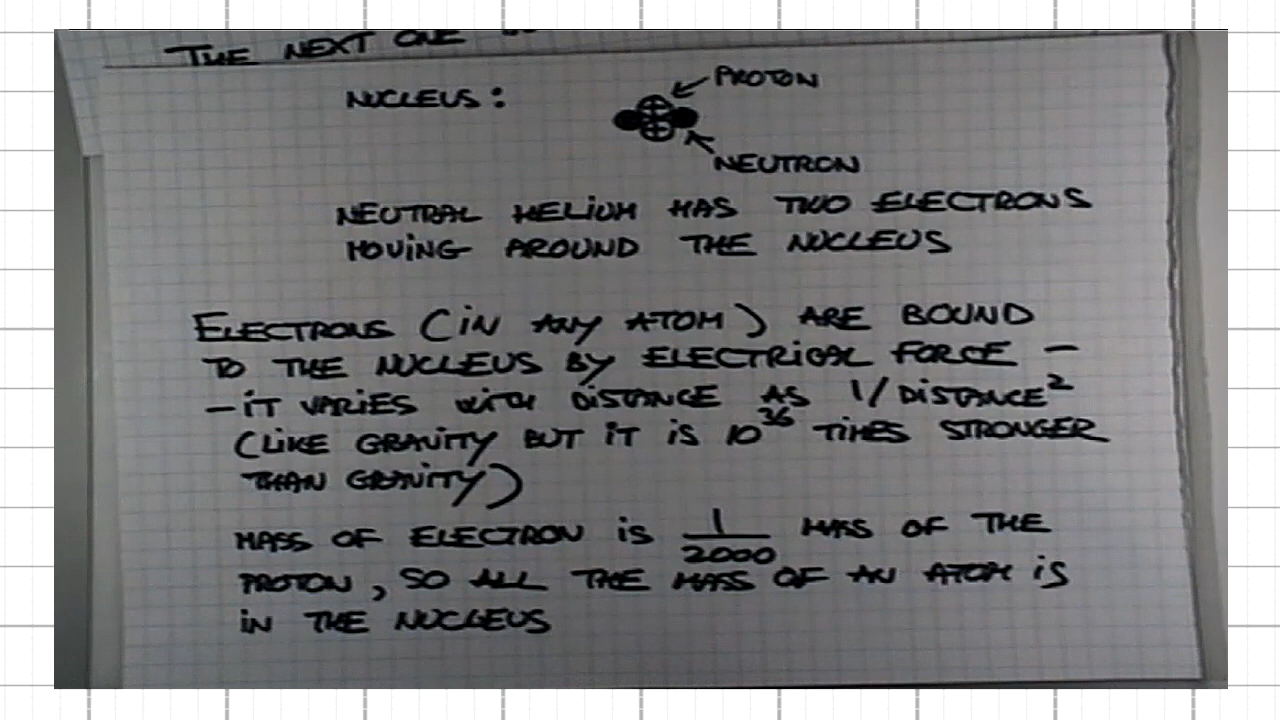 THE NEXT ONE
NUCLEUS:
PROTON
NEUTRON
NEUTRAL HELIUM HAS TWO ELECTRONS
MOVING AROUND THE NUCLEUS
ELECTRONS (IN ANY ATOM) ARE BOUND
TO THE NUCLEUS BY ELECTRICAL FORCE –
– IT VARIES WITH DISTANCE AS 1/DISTANCE²
(LIKE GRAVITY BUT IT IS 10³⁶ TIMES STRONGER
THAN GRAVITY)
MASS OF ELECTRON IS 1/2000 MASS OF THE
PROTON, SO ALL THE MASS OF AN ATOM IS
IN THE NUCLEUS